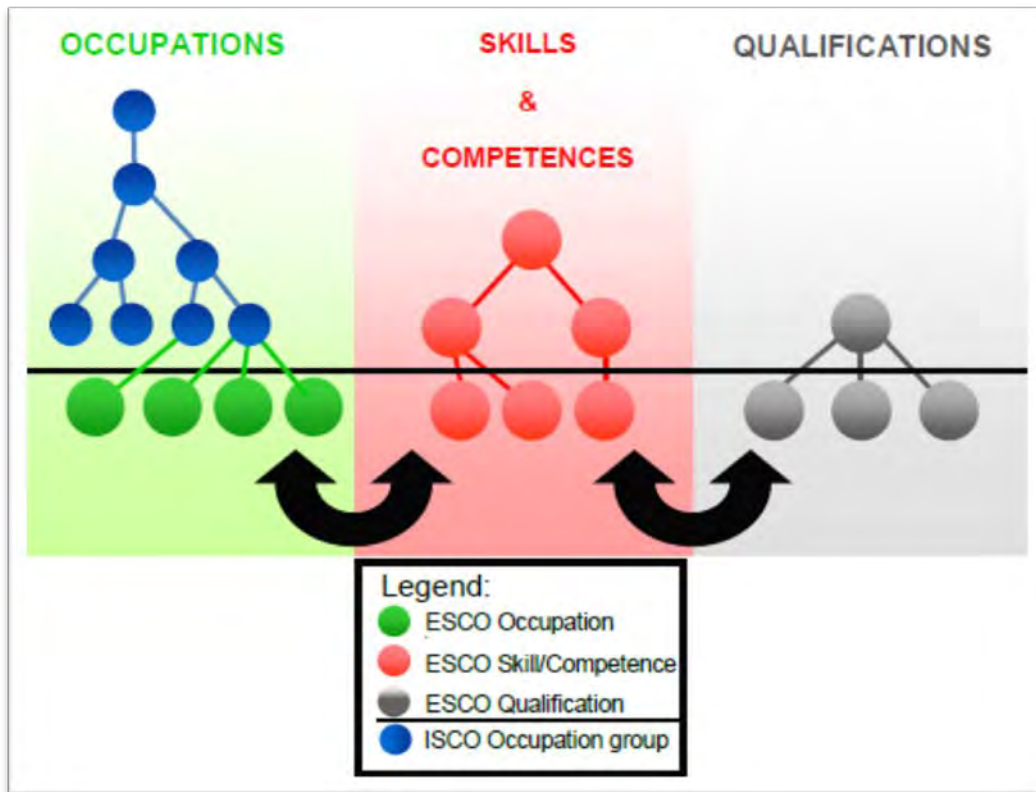 OCCUPATIONS
SKILLS
&
COMPETENCES
QUALIFICATIONS
Legend:
ESCO Occupation
ESCO Skill/Competence
ESCO Qualification
ISCO Occupation group